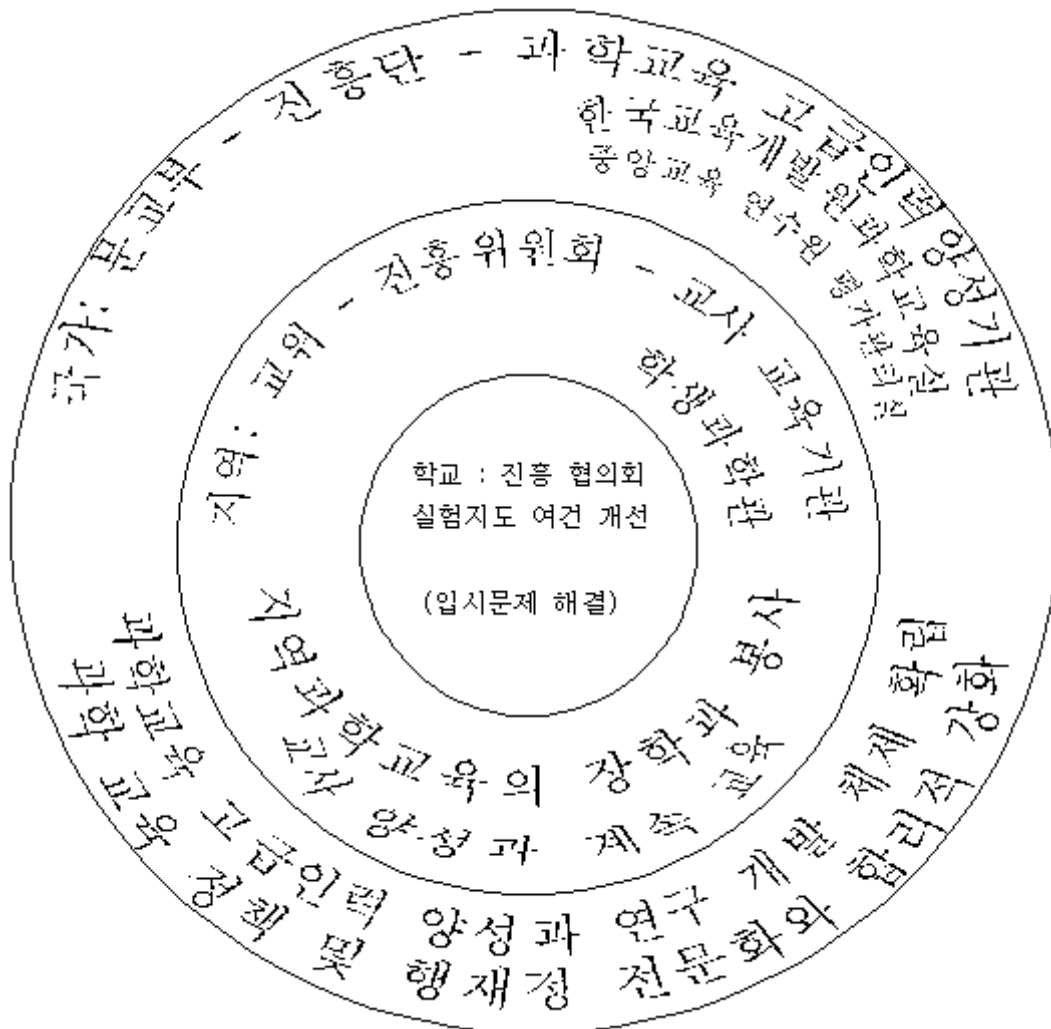 국가: 문교부 - 진흥단 - 과학교육 고급인력양성기관
한국교육개발원과학교육실
중앙교육 연수원 평가관리실
지역: 교위 - 진흥위원회 - 교사 교육기관
학생과학관
학교 : 진흥 협의회
실험지도 여건 개선
(입시문제 해결)
지역과학교육의 장학과 봉사
교사 양성과 계속 교육
과학교육 고급인력 양성과 연구 개발 체제 확립
과학 교육 정책 및 행재정 전문화와 합리적 강화